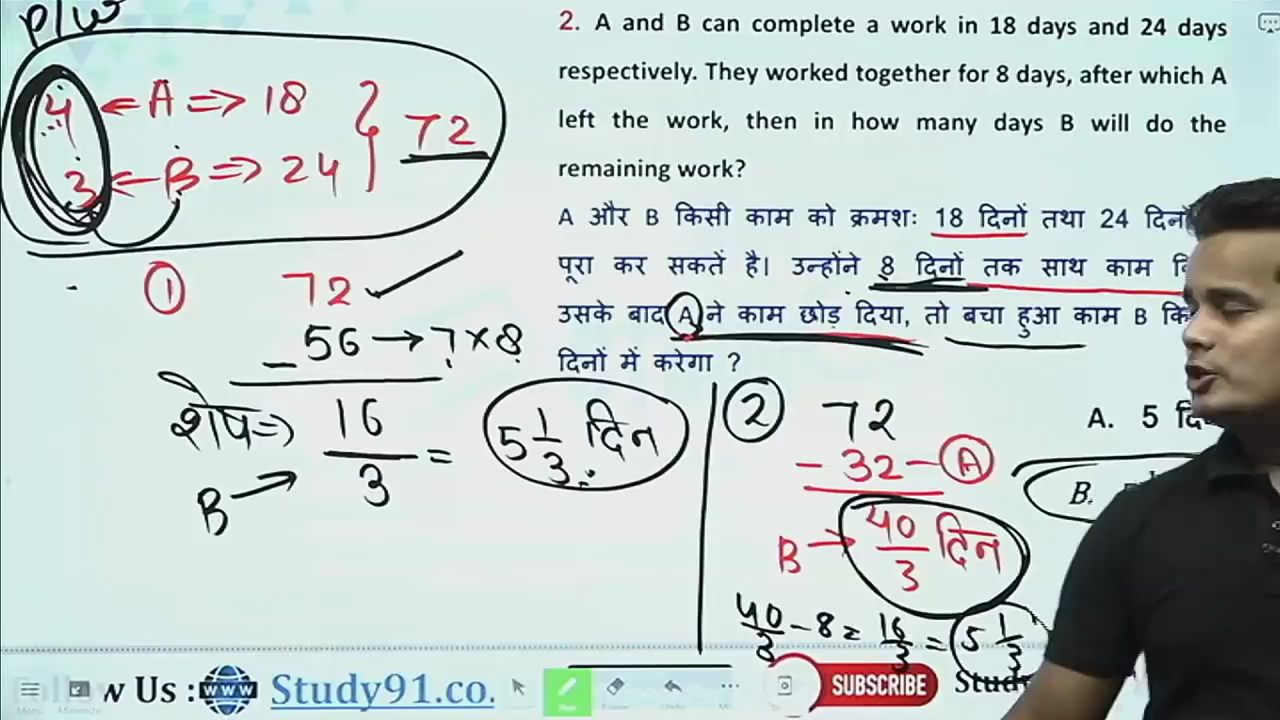 P/W
4 ← A => 18
3 ← B => 24
} 72
① 72 ✓
- 56 → 7 × 8
शेष => 16
B → 3 = 5 1/3 दिन
2. A and B can complete a work in 18 days and 24 days
respectively. They worked together for 8 days, after which A
left the work, then in how many days B will do the
remaining work?
A और B किसी काम को क्रमशः 18 दिनों तथा 24 दिनों
पूरा कर सकतें है। उन्होंने 8 दिनों तक साथ काम
उसके बाद A ने काम छोड़ दिया, तो बचा हुआ काम B
दिनों में करेगा ?
② 72
- 32 - A
B → 40/3 दिन
40/3 - 8 = 16/3 = 5 1/3
A. 5
B.
w Us : www Study91.co.
SUBSCRIBE